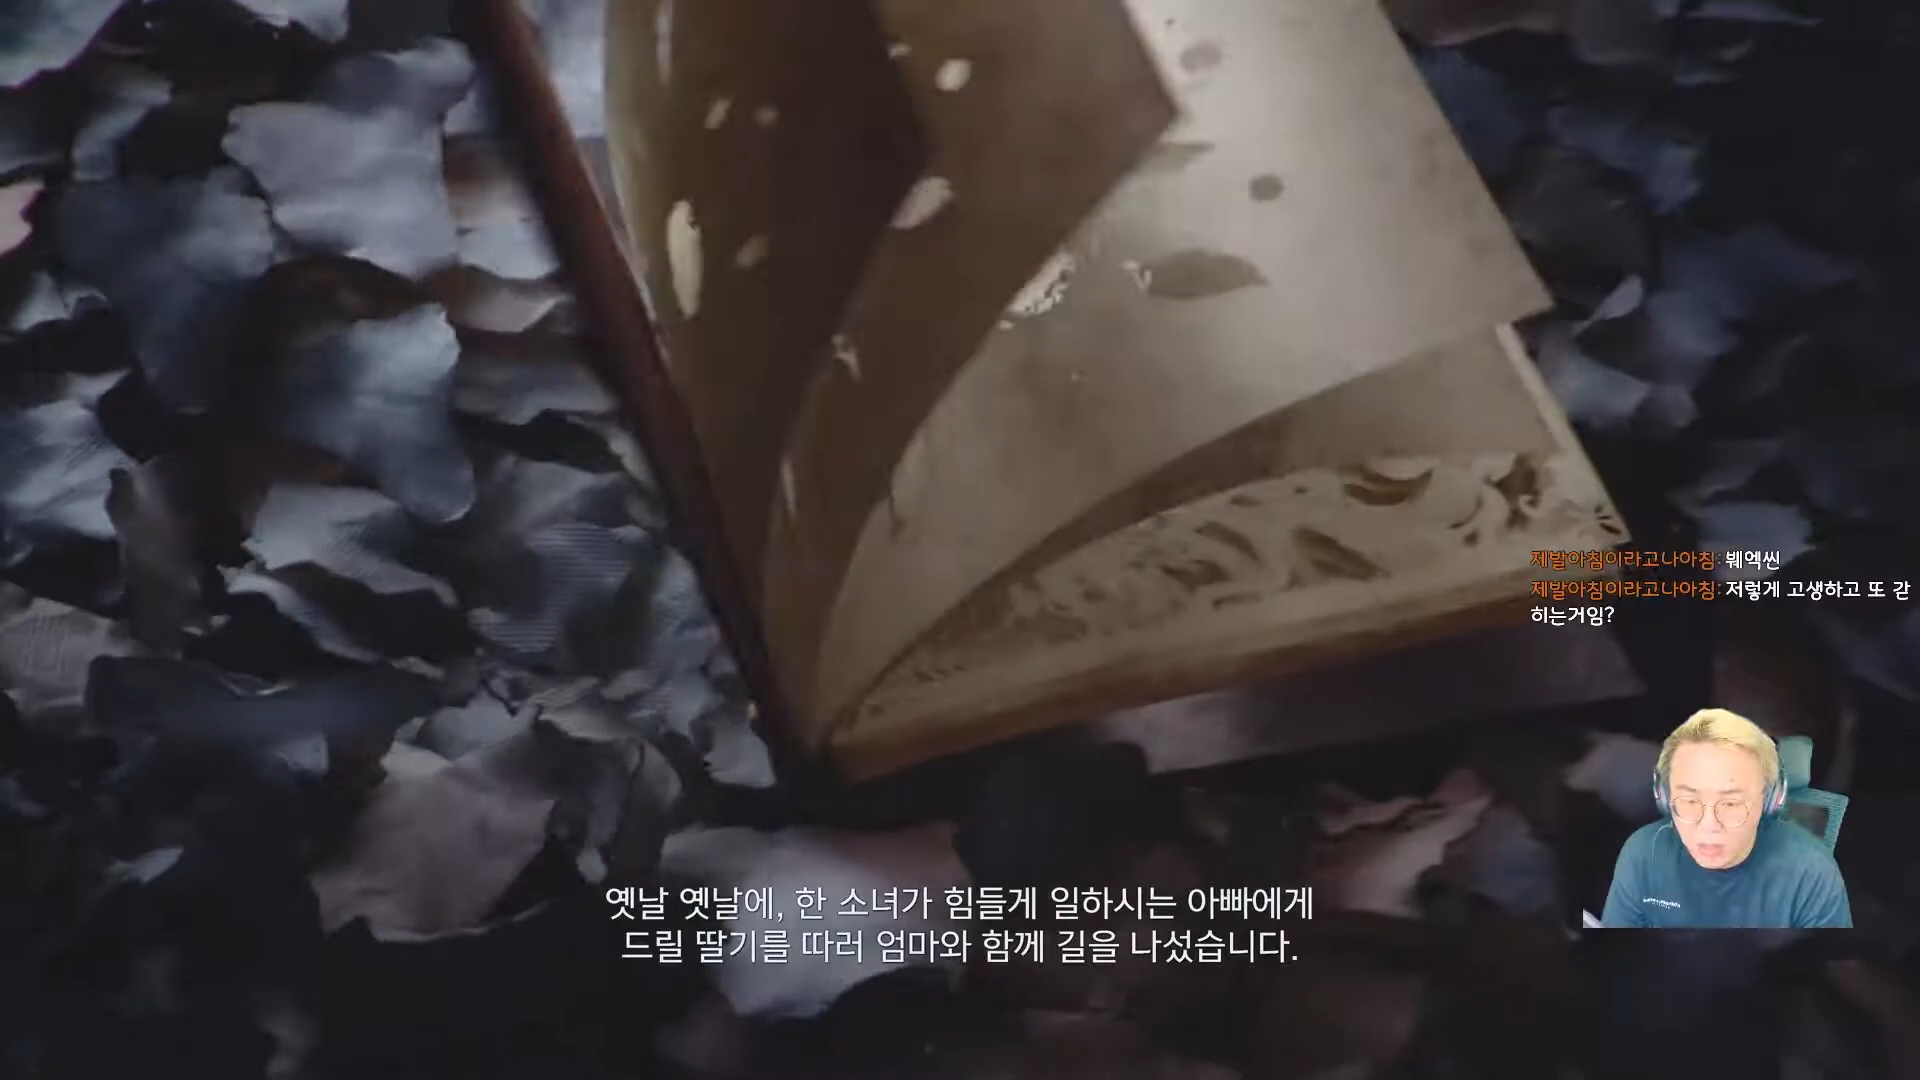 제발아침이라고나아침: 붸엑씬
제발아침이라고나아침: 저렇게 고생하고 또 갇
히는거임?
옛날 옛날에, 한 소녀가 힘들게 일하시는 아빠에게
드릴 딸기를 따러 엄마와 함께 길을 나섰습니다.